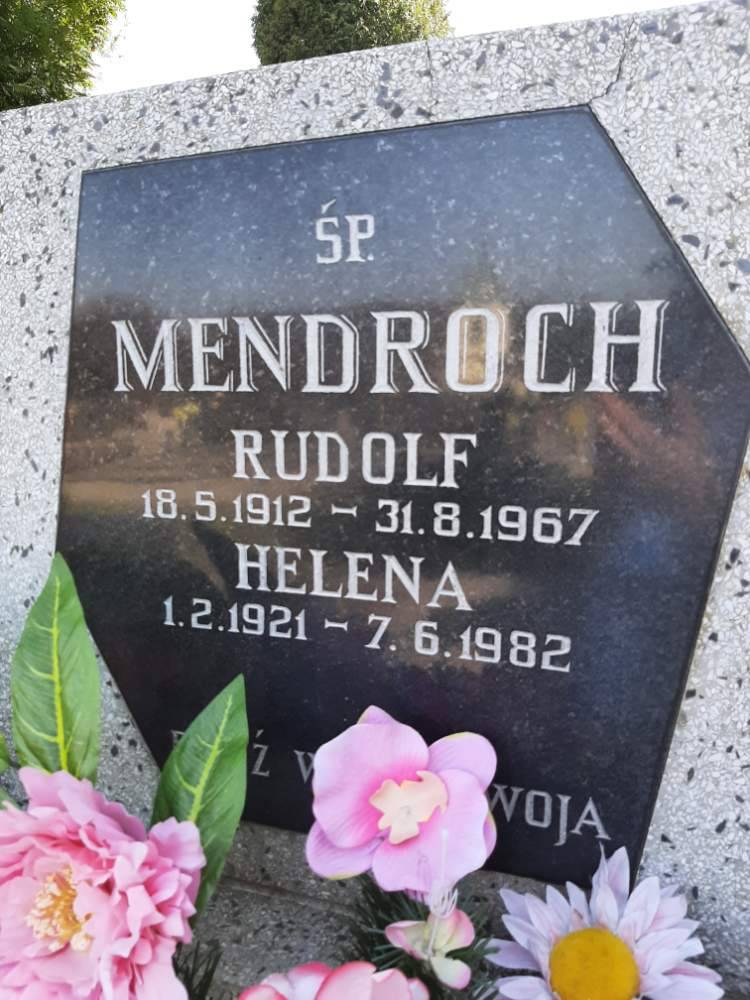 ŚP.
MENDROCH
RUDOLF
18.5.1912 - 31.8.1967
HELENA
1.2.1921 - 7.6.1982